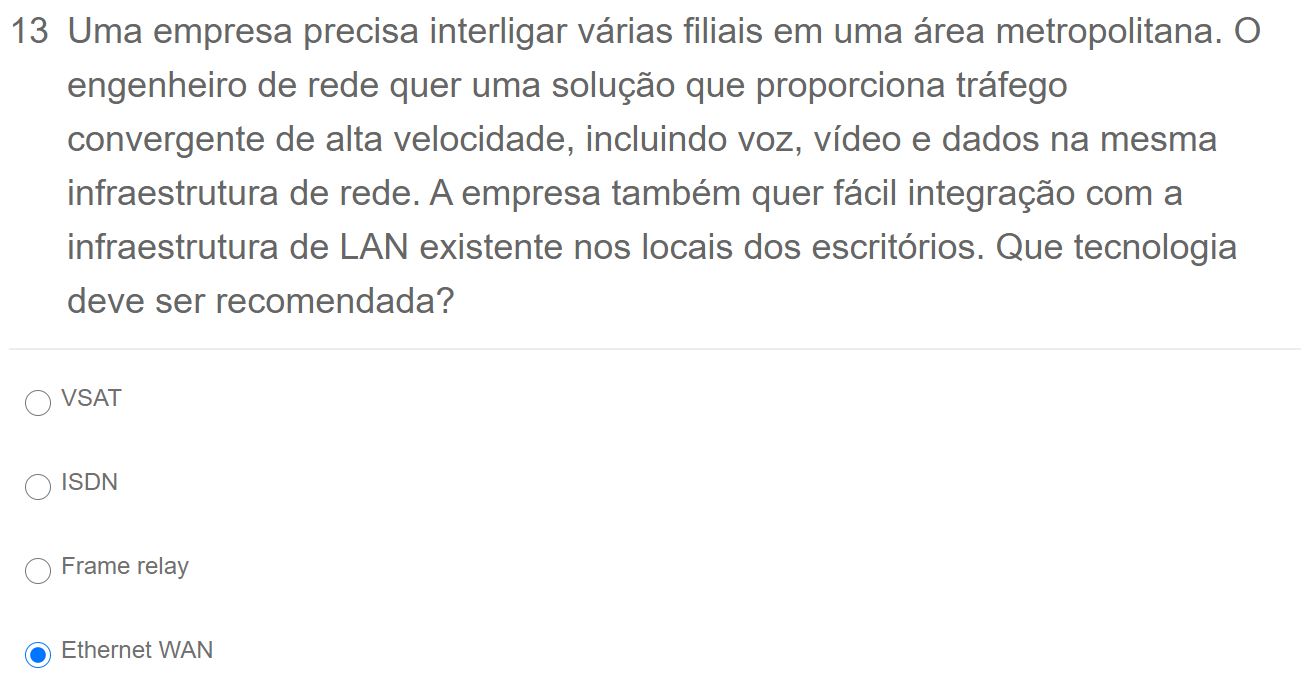 13 Uma empresa precisa interligar várias filiais em uma área metropolitana. O
engenheiro de rede quer uma solução que proporciona tráfego
convergente de alta velocidade, incluindo voz, vídeo e dados na mesma
infraestrutura de rede. A empresa também quer fácil integração com a
infraestrutura de LAN existente nos locais dos escritórios. Que tecnologia
deve ser recomendada?
VSAT
ISDN
Frame relay
Ethernet WAN